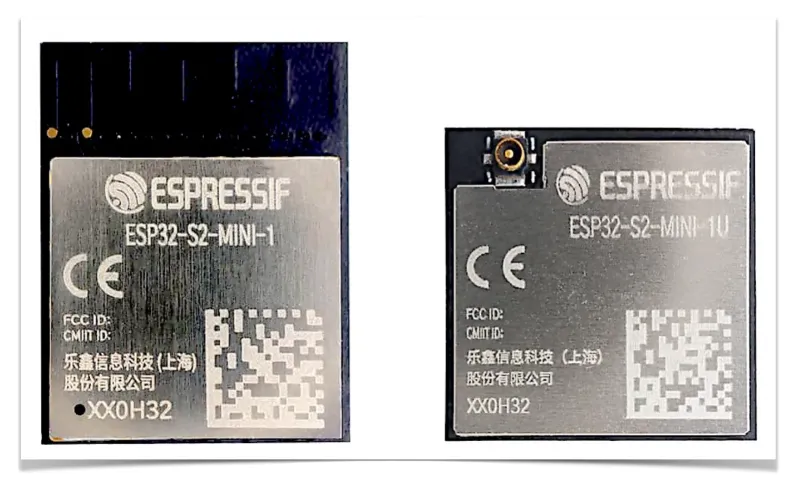 ESPRESSIF
ESP32-S2-MINI-1
CE
FCC ID:
CMIIT ID:
乐鑫信息科技(上海)
股份有限公司
XX0H32
ESPRESSIF
ESP32-S2-MINI-1U
CE
FCC ID:
CMIIT ID:
乐鑫信息科技（上海）
股份有限公司
XX0H32